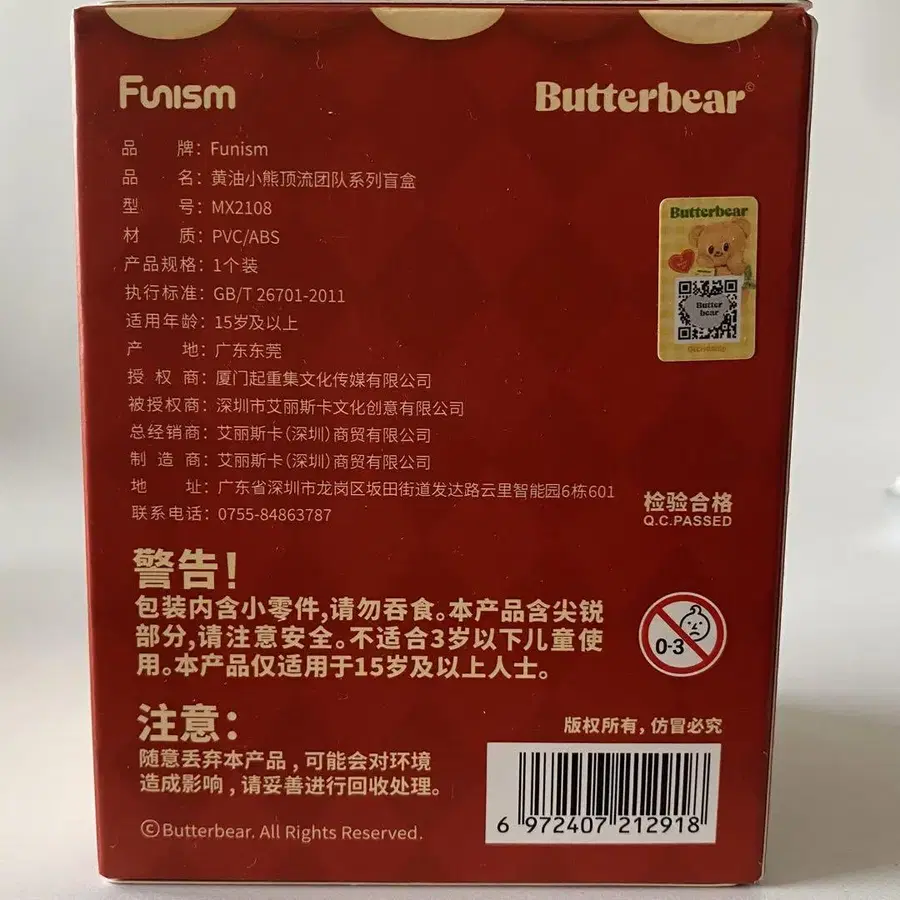 Funism
Butterbear©
品 牌：Funism
品 名：黄油小熊顶流团队系列盲盒
型 号：MX2108
材 质：PVC/ABS
产品规格：1个装
执行标准：GB/T 26701-2011
适用年龄：15岁及以上
产 地：广东东莞
授 权 商：厦门起重集文化传媒有限公司
被授权商：深圳市艾丽斯卡文化创意有限公司
总经销商：艾丽斯卡（深圳）商贸有限公司
制 造 商：艾丽斯卡（深圳）商贸有限公司
地 址：广东省深圳市龙岗区坂田街道发达路云里智能园6栋601
联系电话：0755-84863787
Butterbear
Butter
bear
检验合格
Q.C.PASSED
警告！
包装内含小零件,请勿吞食。本产品含尖锐
部分,请注意安全。不适合3岁以下儿童使
用。本产品仅适用于15岁及以上人士。
0-3
注意：
随意丢弃本产品，可能会对环境
造成影响，请妥善进行回收处理。
©Butterbear. All Rights Reserved.
版权所有，仿冒必究
6 972407 212918